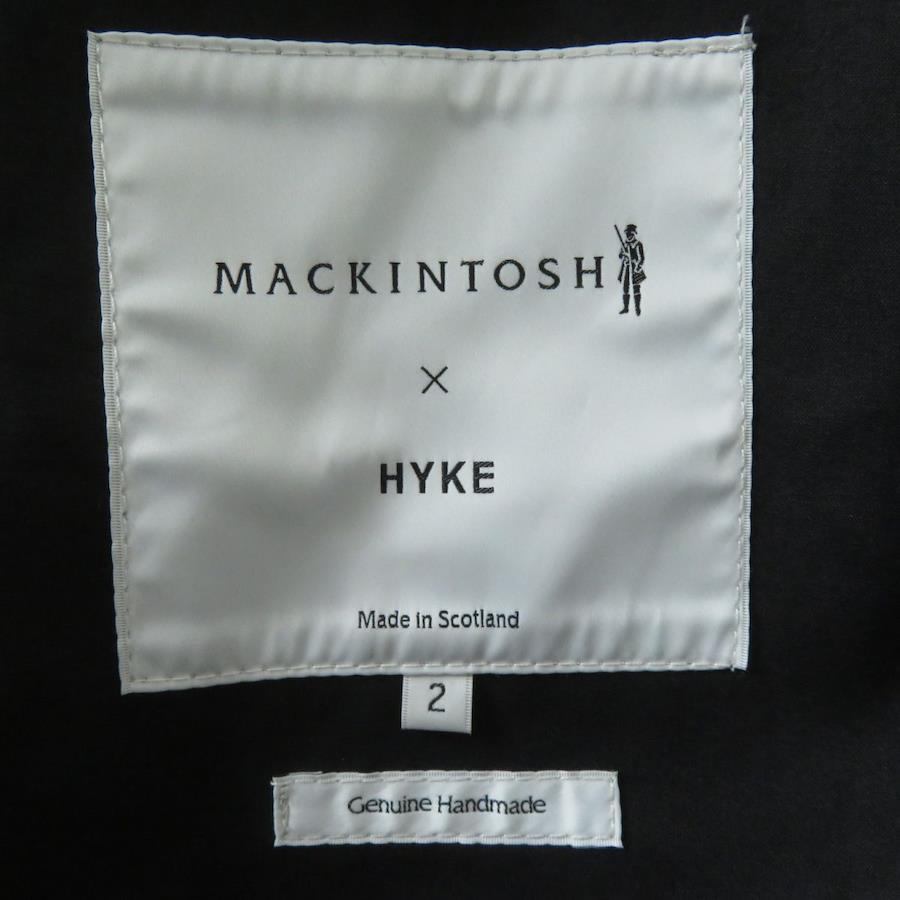 MACKINTOSH
×
HYKE
Made in Scotland
2
Genuine Handmade